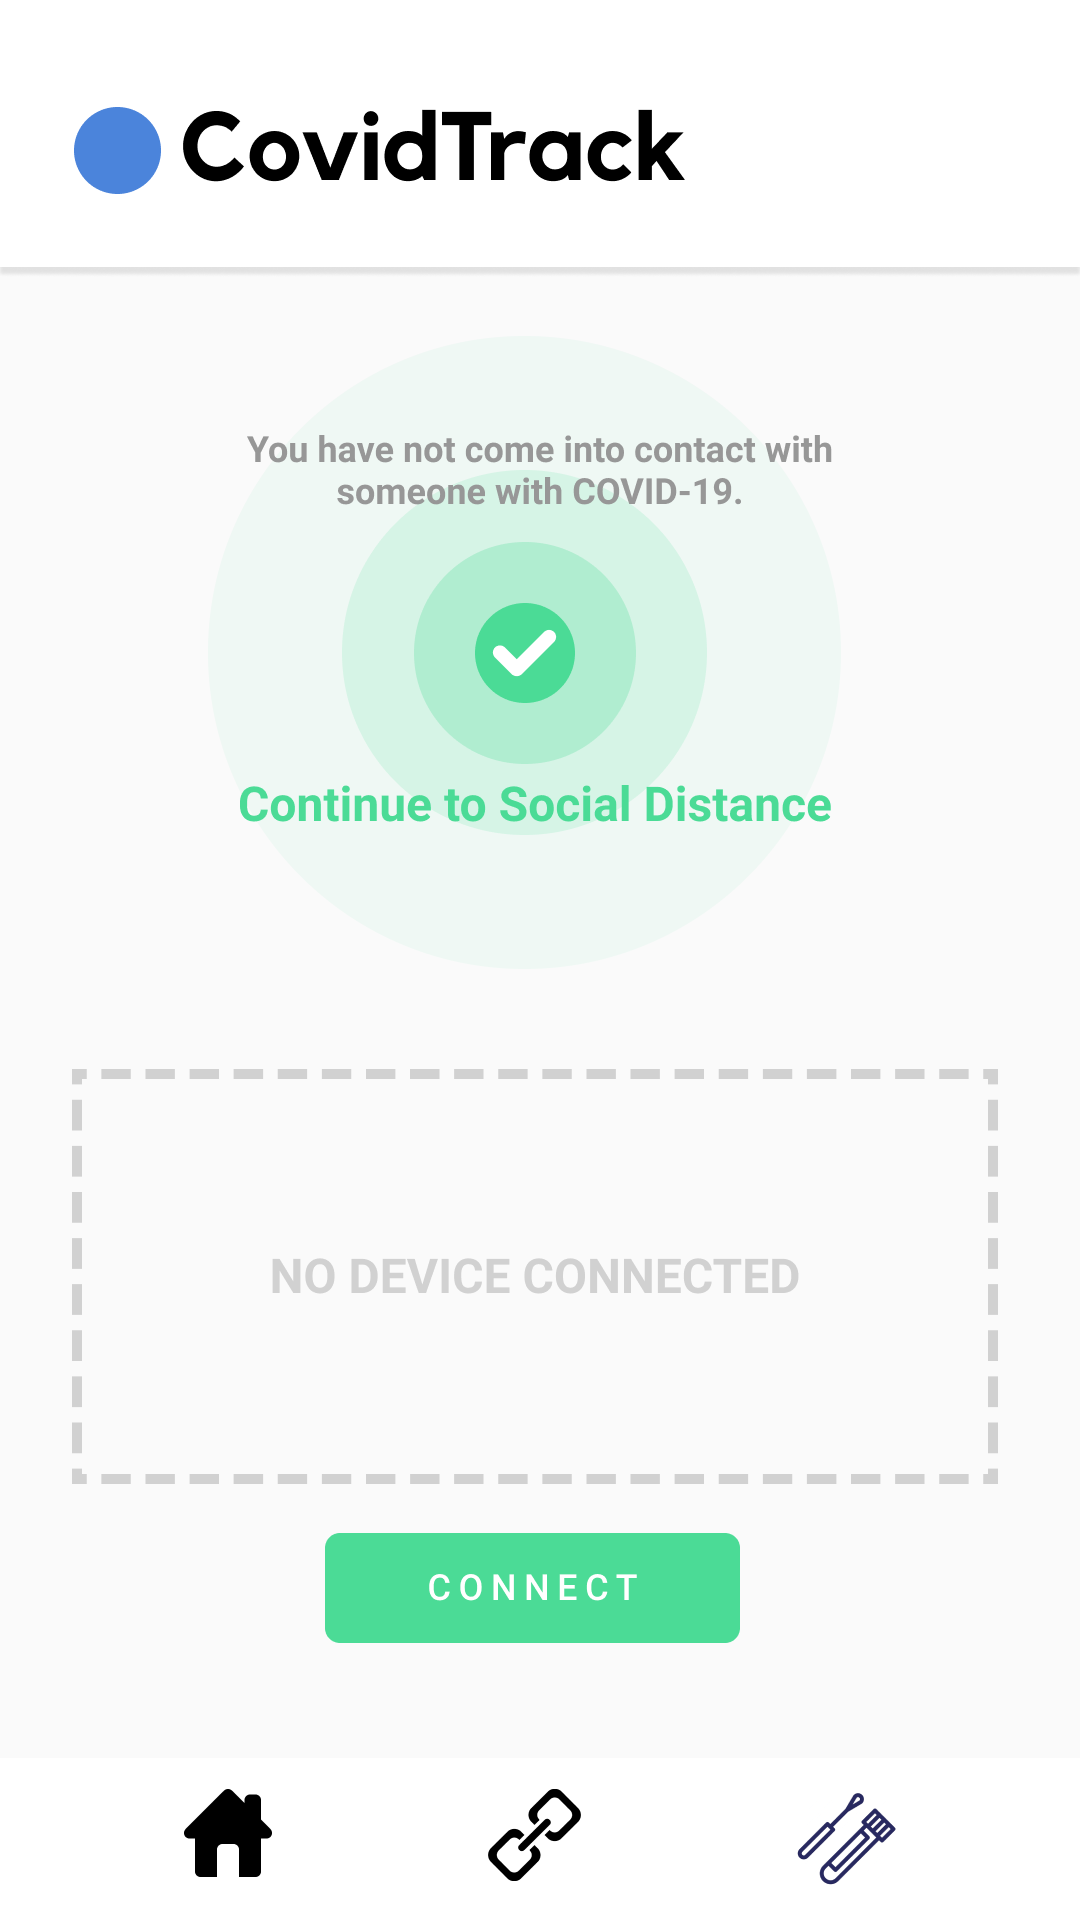 CovidTrack
You have not come into contact with
someone with COVID-19.
Continue to Social Distance
NO DEVICE CONNECTED
CONNECT